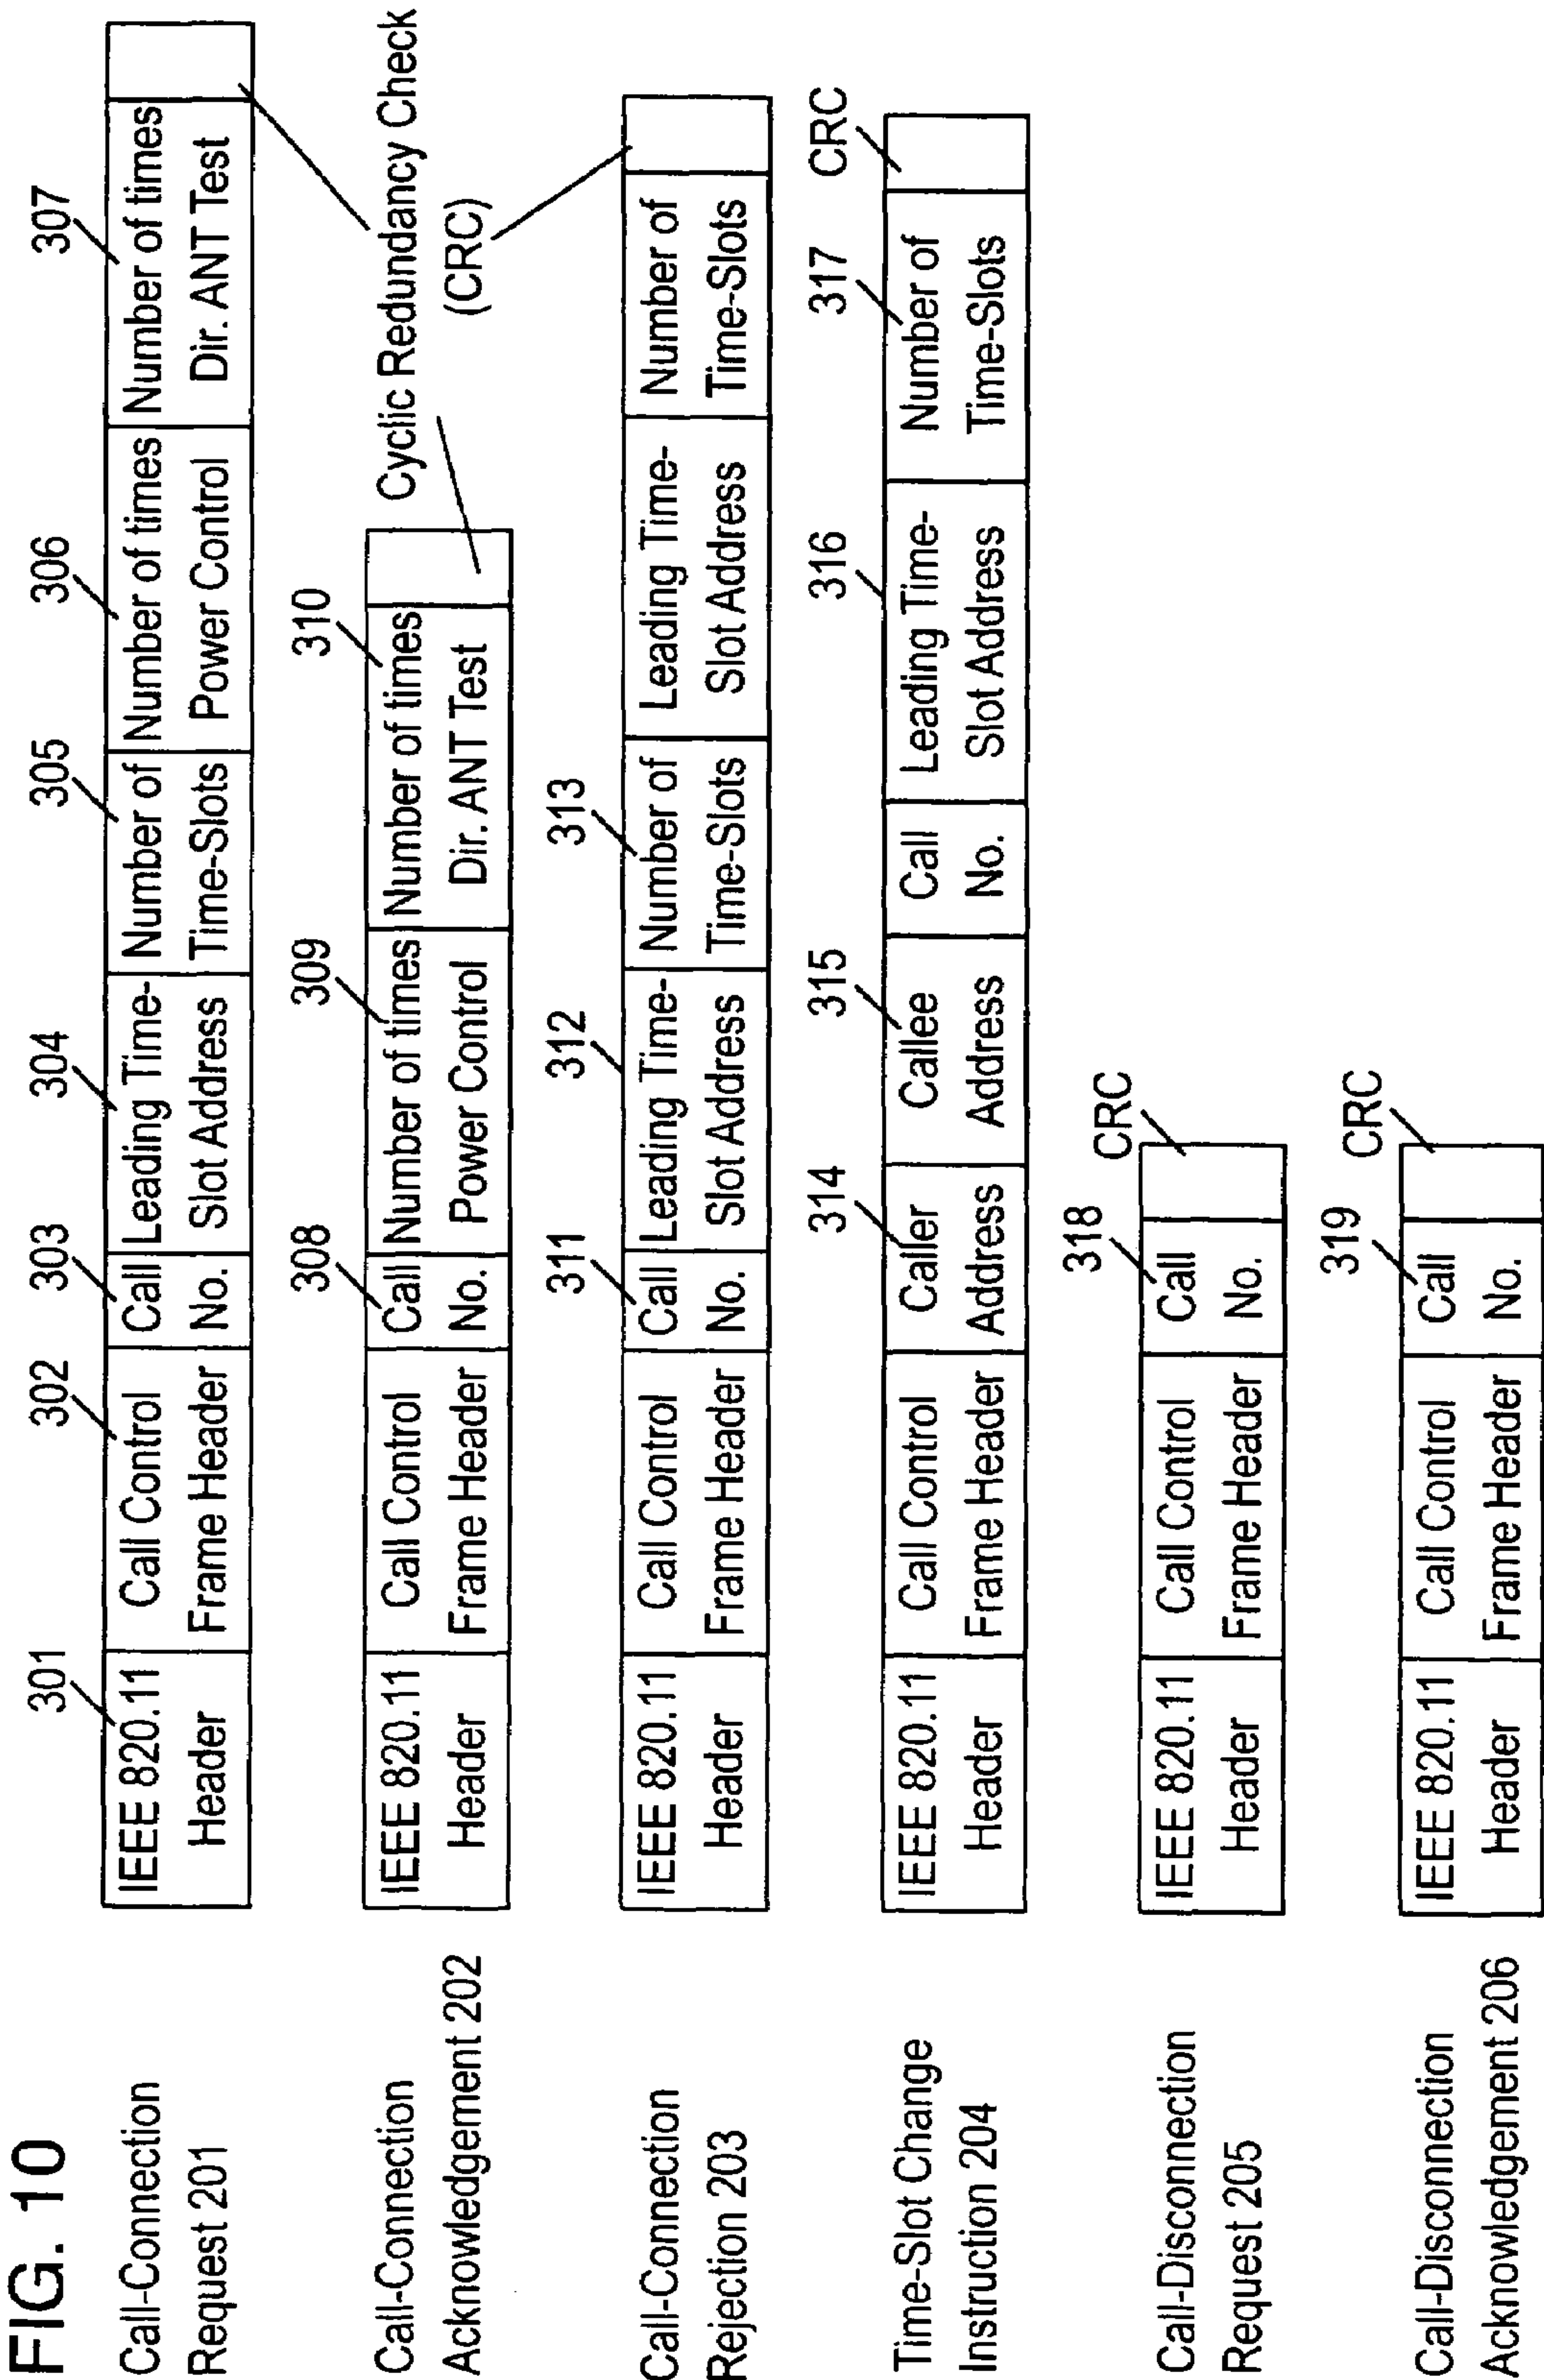 FIG. 10
Call-Connection
Request 201
301
302
303
304
305
306
307
IEEE 820.11
Header
Call Control
Frame Header
Call
No.
Leading Time-
Slot Address
Number of
Time-Slots
Number of times
Power Control
Number of times
Dir. ANT Test
Call-Connection
Acknowledgement 202
308
309
310
IEEE 820.11
Header
Call Control
Frame Header
Call
No.
Number of times
Power Control
Number of times
Dir. ANT Test
Cyclic Redundancy Check
(CRC)
Call-Connection
Rejection 203
311
312
313
IEEE 820.11
Header
Call Control
Frame Header
Call
No.
Leading Time-
Slot Address
Number of
Time-Slots
Leading Time-
Slot Address
Number of
Time-Slots
Time-Slot Change
Instruction 204
314
315
316
317
CRC
IEEE 820.11
Header
Call Control
Frame Header
Caller
Address
Callee
Address
Call
No.
Leading Time-
Slot Address
Number of
Time-Slots
Call-Disconnection
Request 205
318
CRC
IEEE 820.11
Header
Call Control
Frame Header
Call
No.
Call-Disconnection
Acknowledgement 206
319
CRC
IEEE 820.11
Header
Call Control
Frame Header
Call
No.